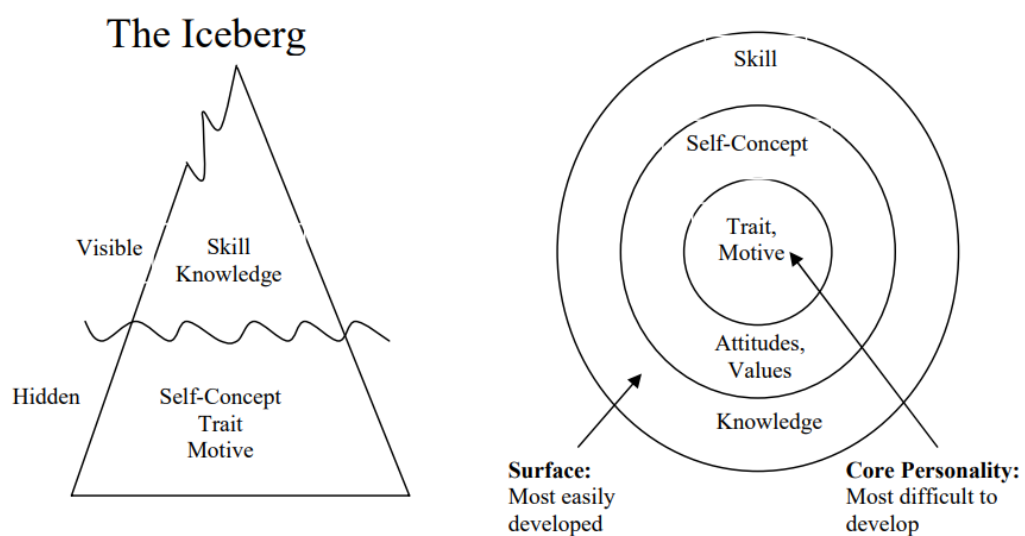 The Iceberg
Visible
Skill
Knowledge
Hidden
Self-Concept
Trait
Motive
Skill
Self-Concept
Trait,
Motive
Attitudes,
Values
Knowledge
Surface:
Most easily
developed
Core Personality:
Most difficult to
develop